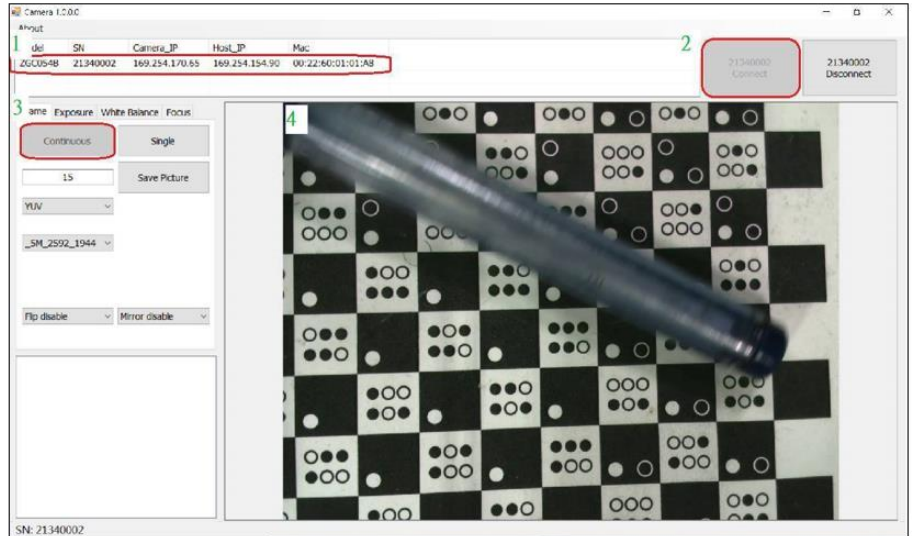 Camera 1.0.0.0
About
1 del SN Camera_IP Host_IP Mac
ZGC054B 21340002 169.254.170.65 169.254.154.90 00:22:60:01:01:A8
2
21340002
Connect
21340002
Disconnect
3 ame Exposure White Balance Focus
Continuous Single
15 Save Picture
YUV
_5M_2592_1944
Flip disable Mirror disable
4
SN: 21340002